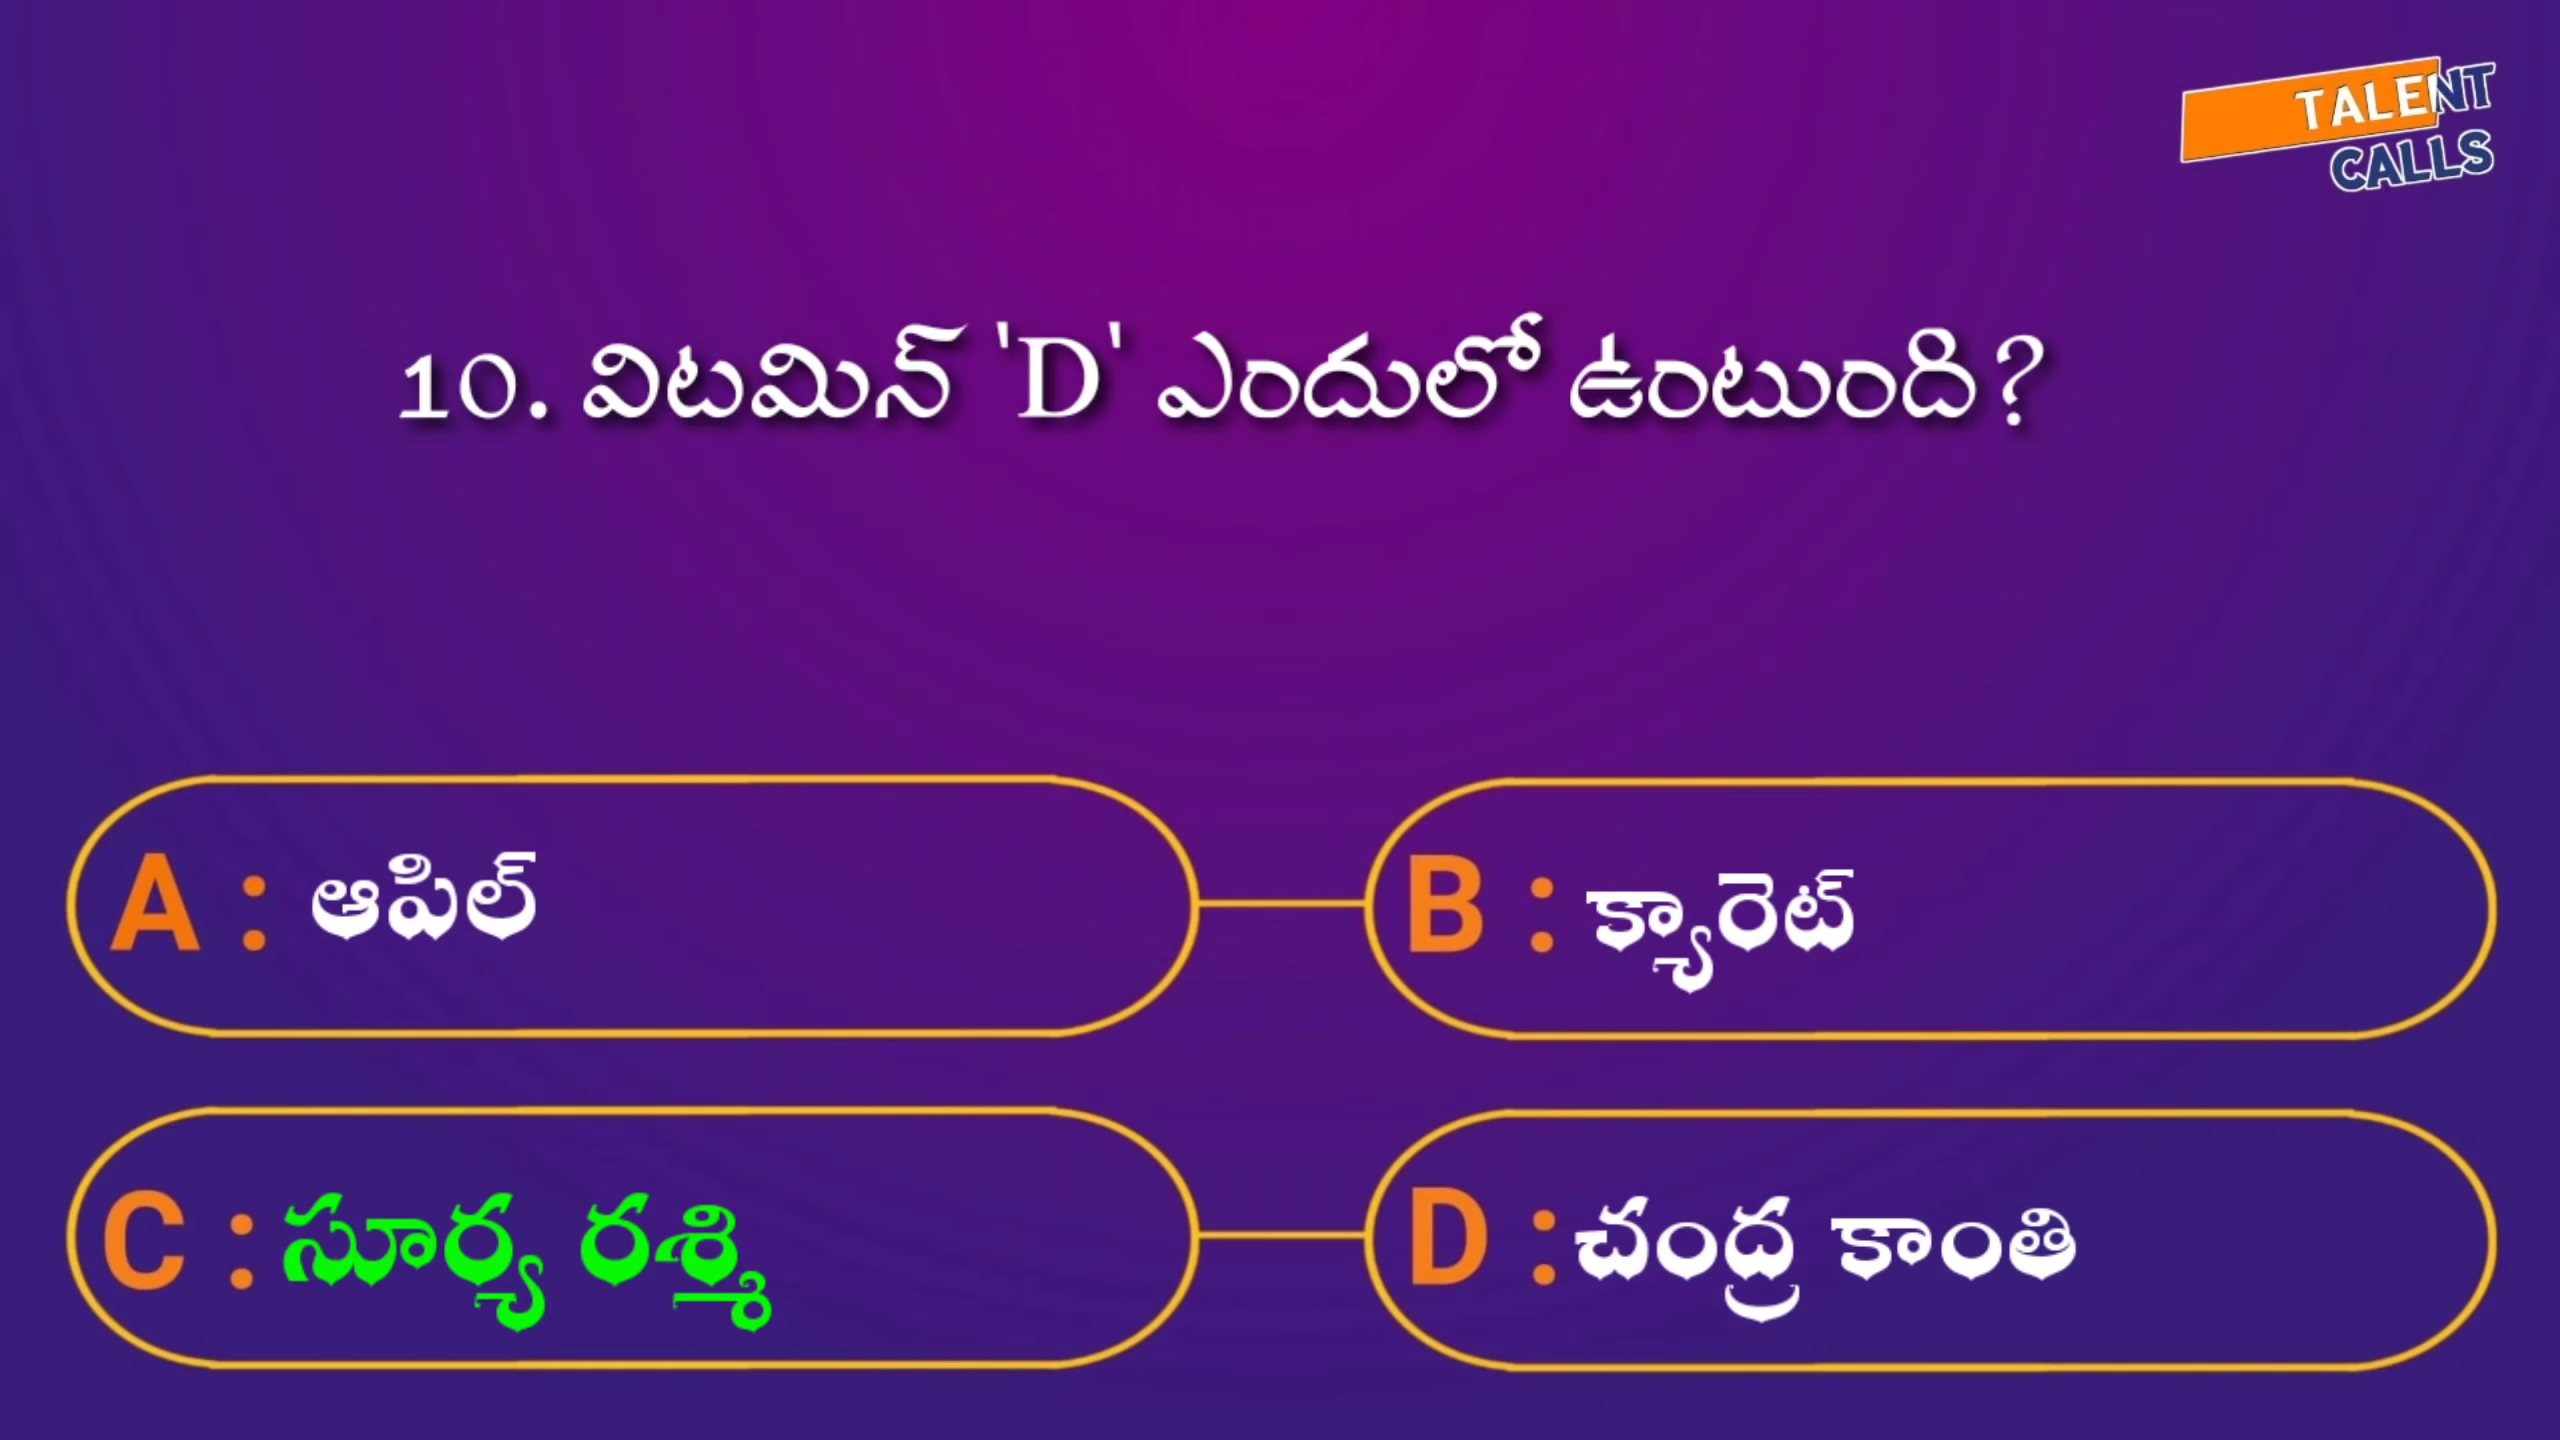 TALENT
CALLS
10. విటమిన్ 'D' ఎందులో ఉంటుంది?
A : ఆపిల్
B : క్యారెట్
C : సూర్య రశ్మి
D : చంద్ర కాంతి